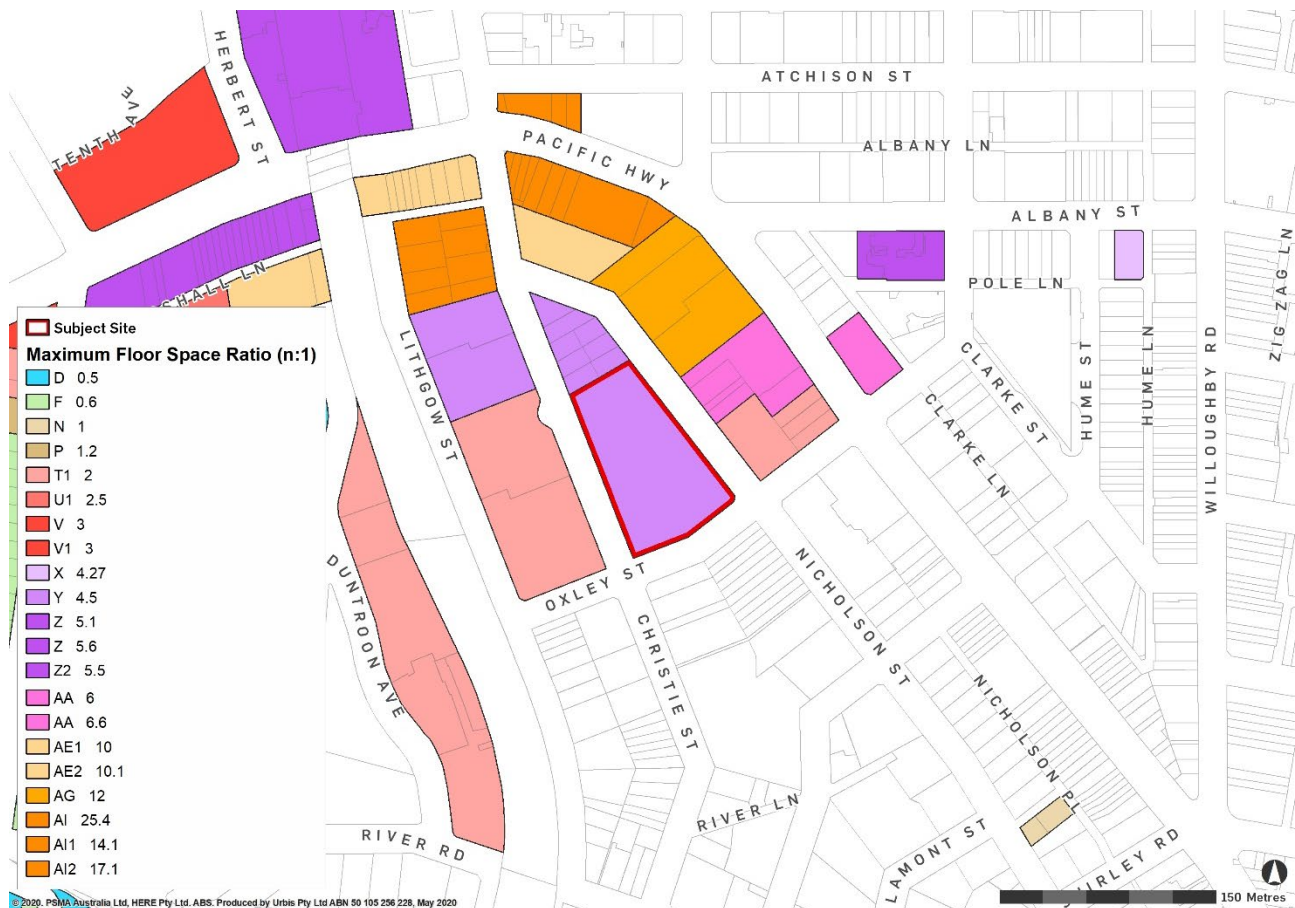 HERBERT ST
TENTH AVE
ATCHISON ST
PACIFIC HWY
ALBANY LN
ALBANY ST
POLE LN
ZIG ZAG LN
SHALL LN
LITHGOW ST
CLARKE ST
CLARKE LN
HUME ST
HUME LN
WILLOUGHBY RD
Subject Site
Maximum Floor Space Ratio (n:1)
D 0.5
F 0.6
N 1
P 1.2
T1 2
U1 2.5
V 3
V1 3
X 4.27
Y 4.5
Z 5.1
Z 5.6
Z2 5.5
AA 6
AA 6.6
AE1 10
AE2 10.1
AG 12
AI 25.4
AI1 14.1
AI2 17.1
DUNTROON AVE
OXLEY ST
CHRISTIE ST
NICHOLSON ST
NICHOLSON PL
RIVER RD
RIVER LN
LAMONT ST
SHIRLEY RD
150 Metres
© 2020. PSMA Australia Ltd, HERE Pty Ltd. ABS. Produced by Urbis Pty Ltd ABN 50 105 256 228, May 2020